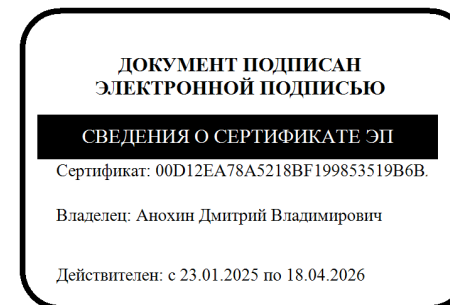 ДОКУМЕНТ ПОДПИСАН
ЭЛЕКТРОННОЙ ПОДПИСЬЮ
СВЕДЕНИЯ О СЕРТИФИКАТЕ ЭП
Сертификат: 00D12EA78A5218BF199853519B6B.
Владелец: Анохин Дмитрий Владимирович
Действителен: с 23.01.2025 по 18.04.2026